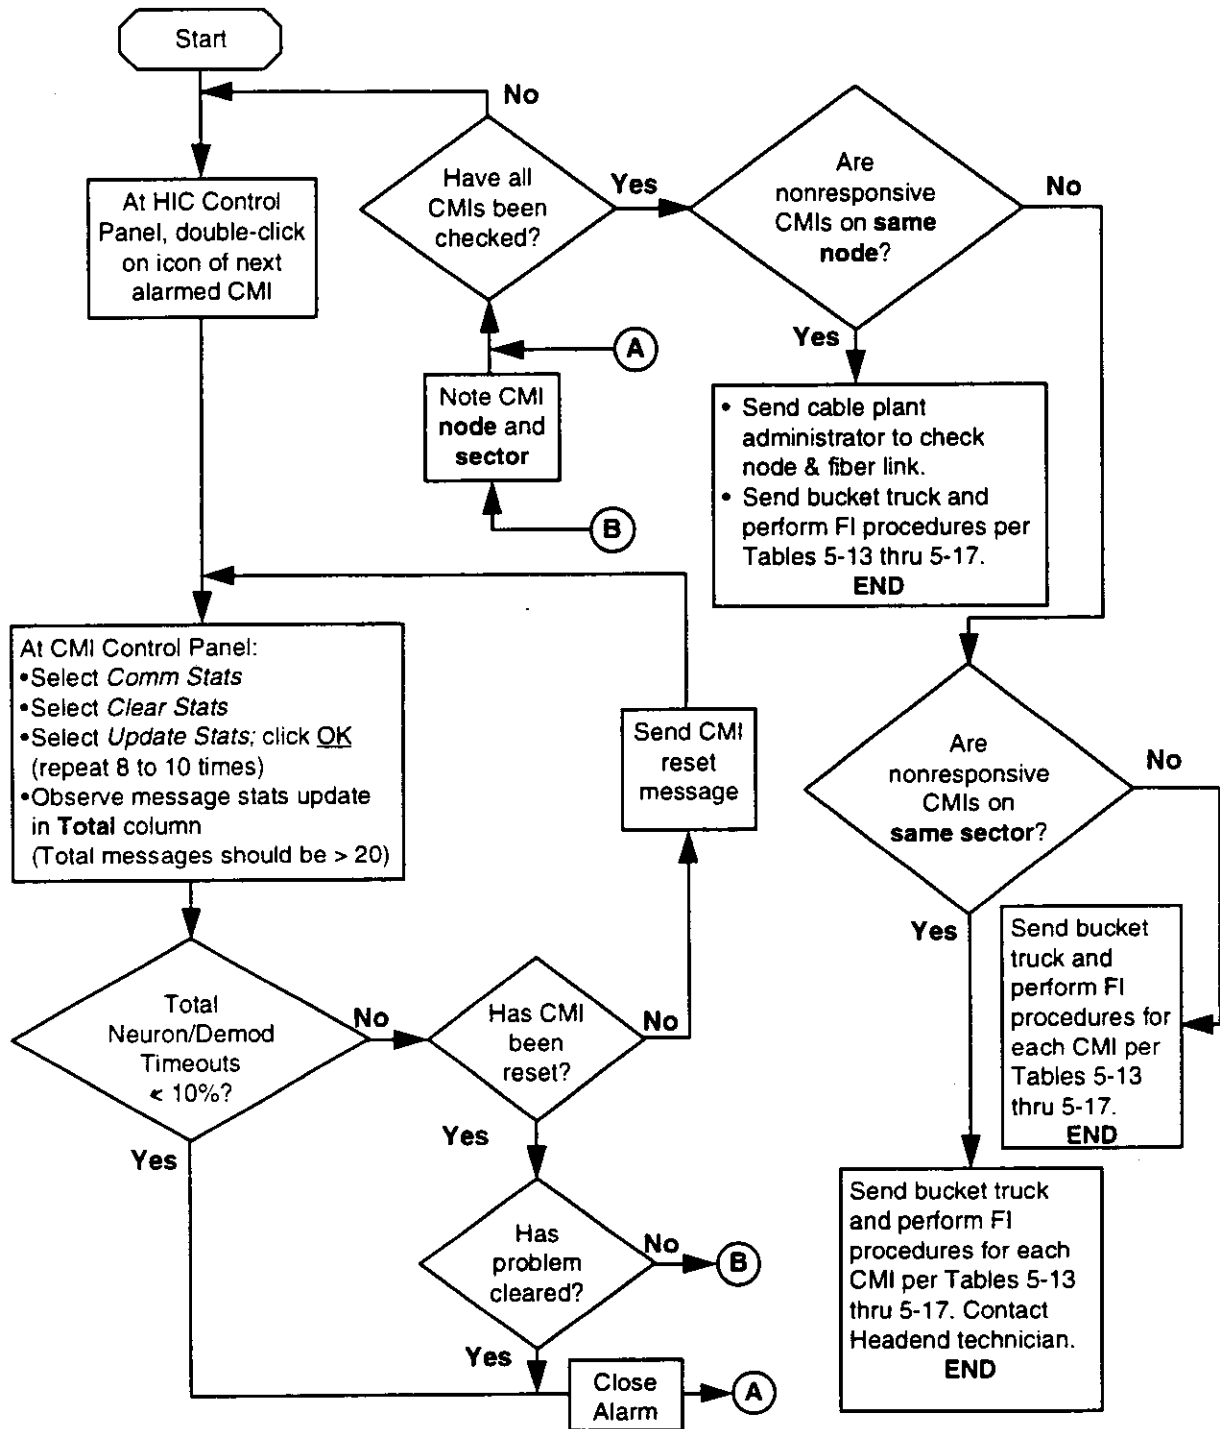 Start
No
Have all
CMIs been
checked?
Yes
Are
nonresponsive
CMIs on same
node?
No
At HIC Control
Panel, double-click
on icon of next
alarmed CMI
Yes
A
Note CMI
node and
sector
B
• Send cable plant
administrator to check
node & fiber link.
• Send bucket truck and
perform FI procedures per
Tables 5-13 thru 5-17.
END
At CMI Control Panel:
•Select Comm Stats
•Select Clear Stats
•Select Update Stats; click OK
(repeat 8 to 10 times)
•Observe message stats update
in Total column
(Total messages should be > 20)
Send CMI
reset
message
Are
nonresponsive
CMIs on
same sector?
No
Yes
Send bucket
truck and
perform FI
procedures for
each CMI per
Tables 5-13
thru 5-17.
END
Total
Neuron/Demod
Timeouts
< 10%?
No
Has CMI
been
reset?
No
Yes
Yes
Has
problem
cleared?
No
B
Send bucket truck
and perform FI
procedures for each
CMI per Tables 5-13
thru 5-17. Contact
Headend technician.
END
Yes
Close
Alarm
A